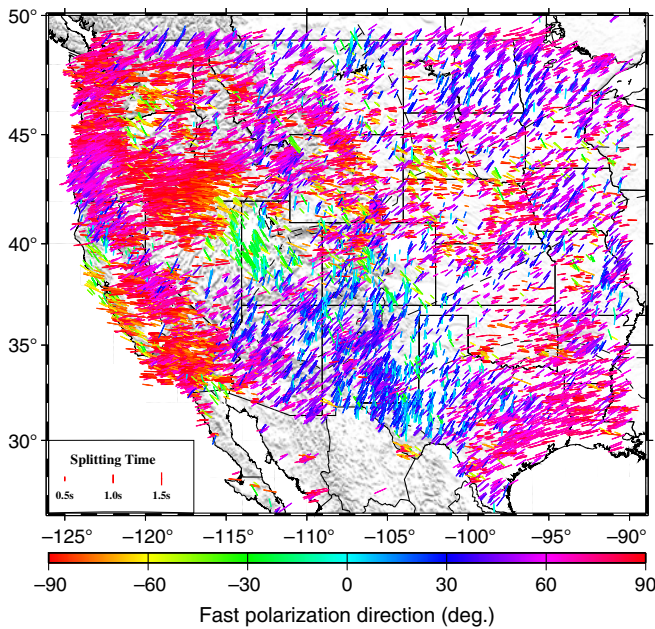 50°
45°
40°
35°
30°
Splitting Time
0.5s 1.0s 1.5s
−125° −120° −115° −110° −105° −100° −95° −90°
−90 −60 −30 0 30 60 90
Fast polarization direction (deg.)